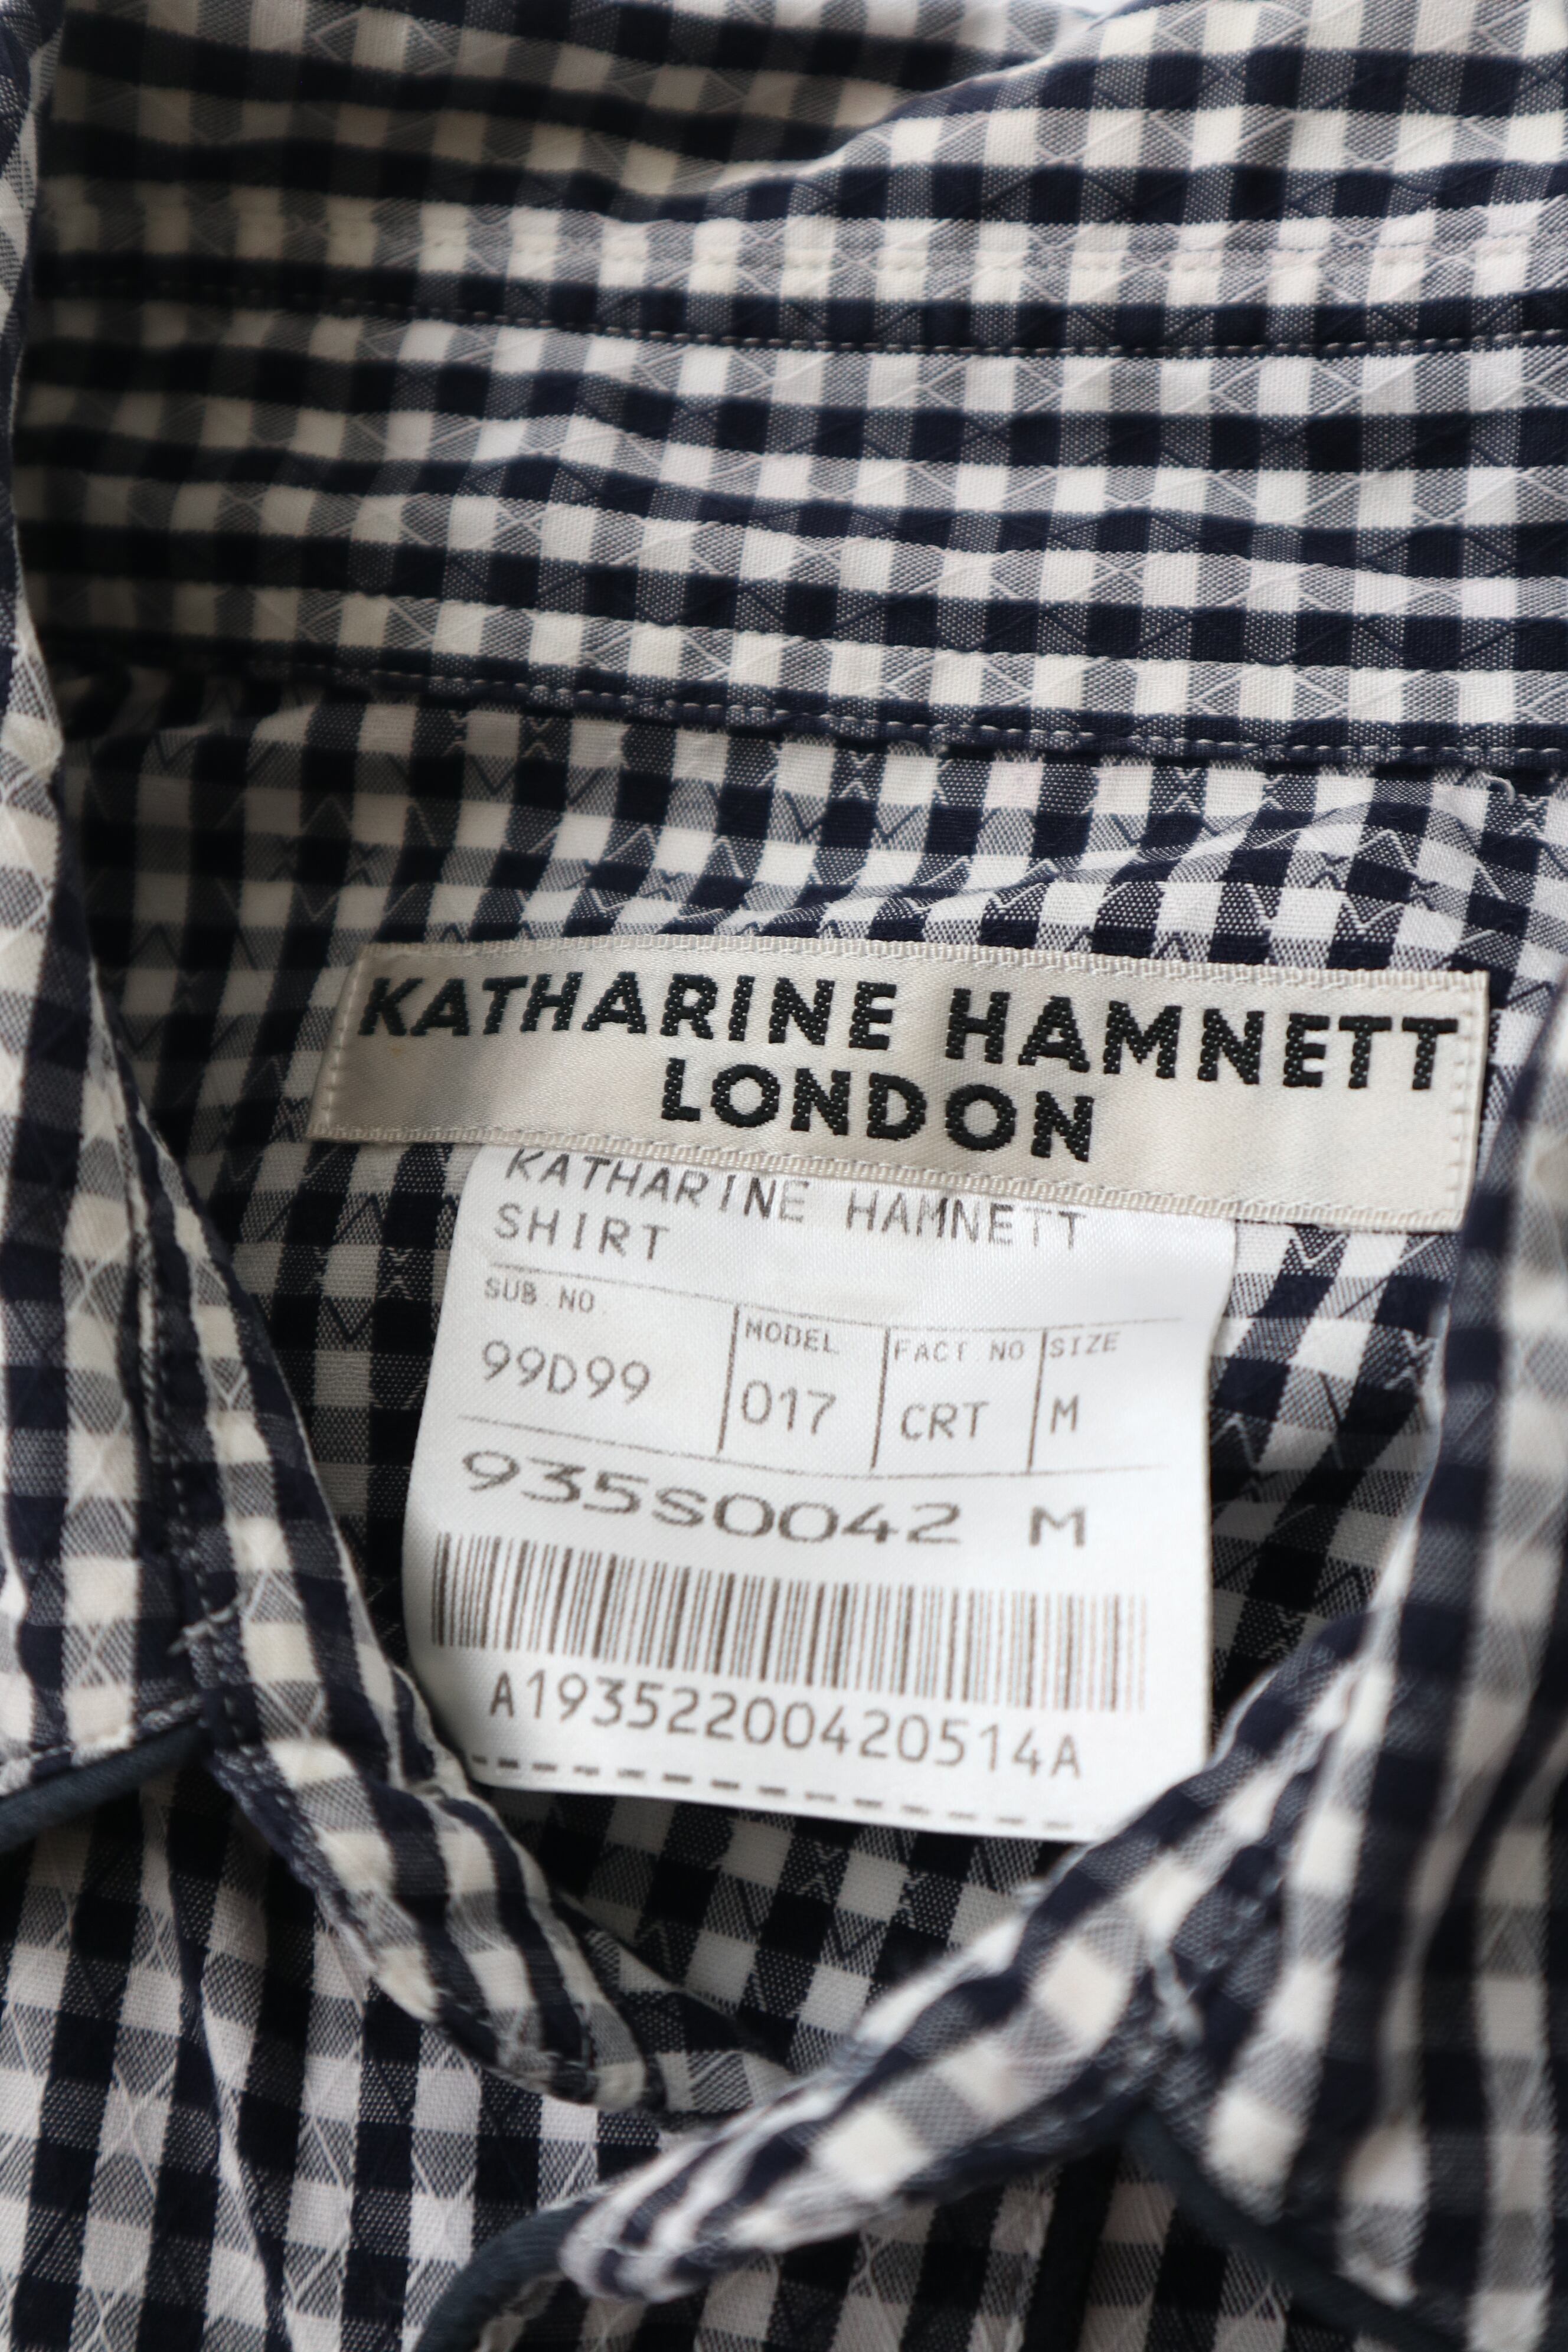 KATHARINE HAMNETT
LONDON
KATHARINE HAMNETT
SHIRT
SUB. NO. MODEL FACT NO SIZE
99D99 017 CRT M
935S0042 M
A19352200420514A